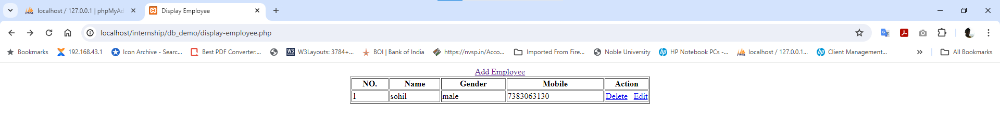 localhost / 127.0.0.1 | phpMyAd
Display Employee
localhost/internship/db_demo/display-employee.php
Bookmarks 192.168.43.1 Icon Archive - Searc... Best PDF Converter:... W3Layouts: 3784+... BOI | Bank of India https://nvsp.in/Acco... Imported From Fire... Noble University HP Notebook PCs -... localhost / 127.0.0.1... Client Management... All Bookmarks
Add Employee
NO. Name Gender Mobile Action
1 sohil male 7383063130 Delete Edit